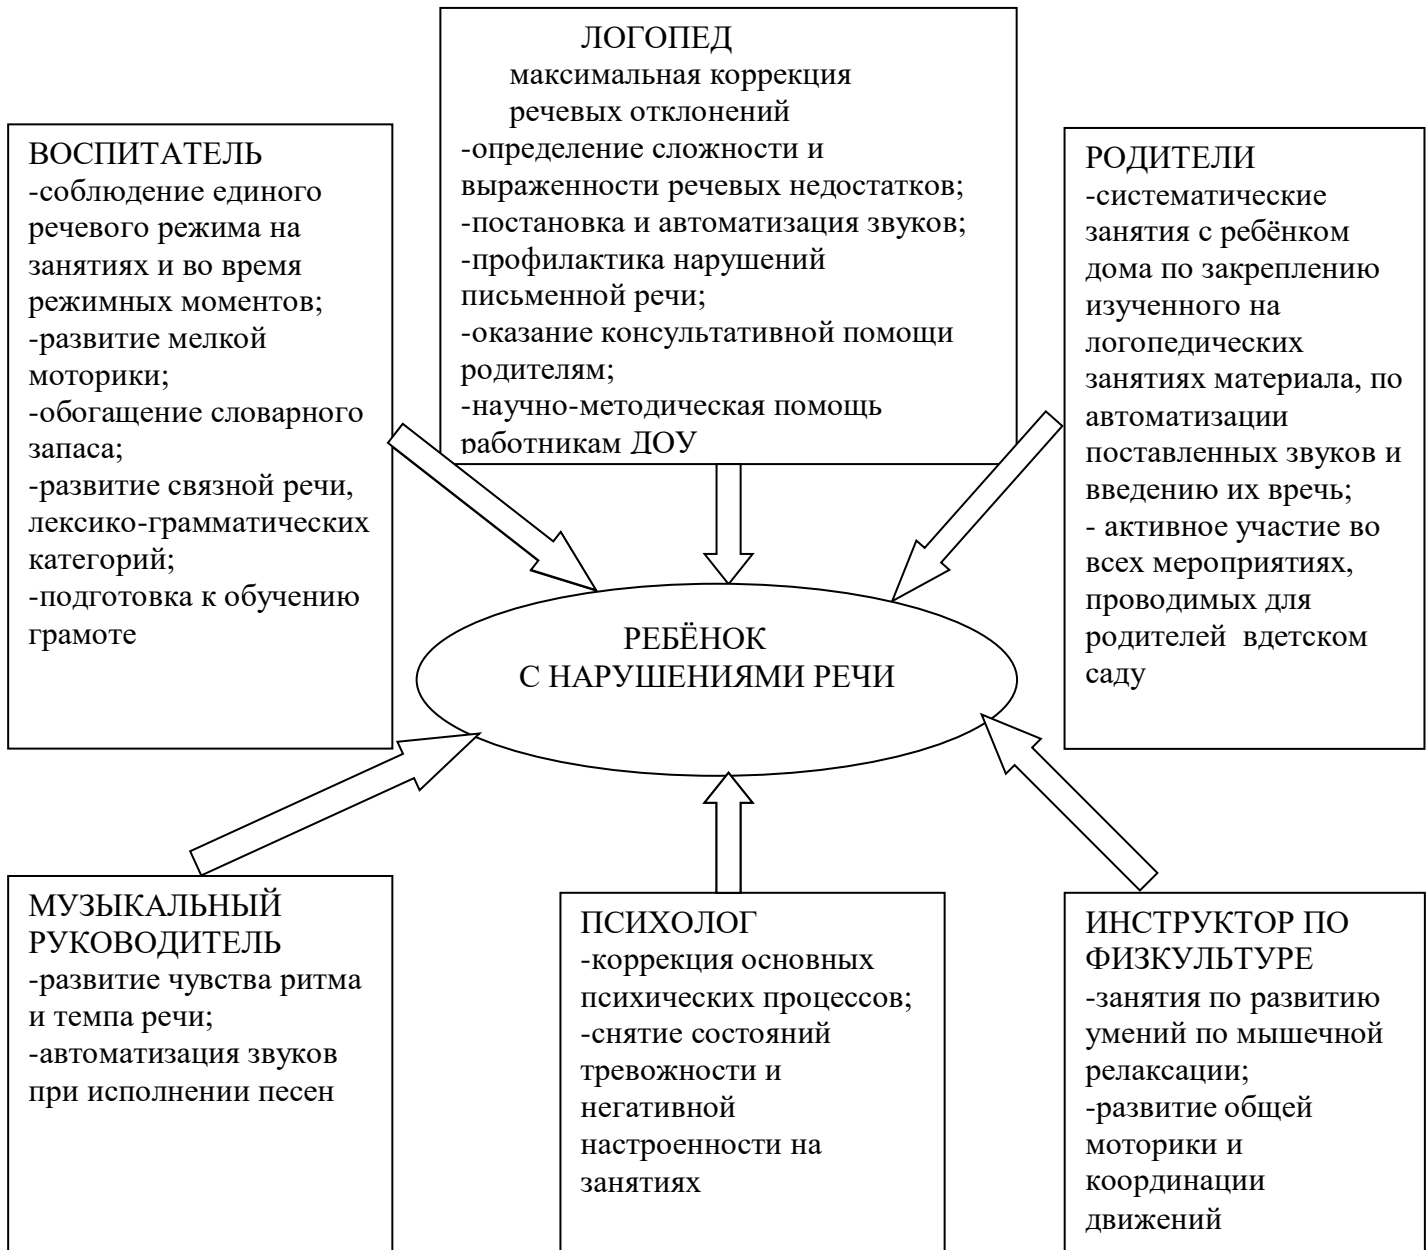 ЛОГОПЕД
максимальная коррекция
речевых отклонений
-определение сложности и
выраженности речевых недостатков;
-постановка и автоматизация звуков;
-профилактика нарушений
письменной речи;
-оказание консультативной помощи
родителям;
-научно-методическая помощь
работникам ДОУ
ВОСПИТАТЕЛЬ
-соблюдение единого
речевого режима на
занятиях и во время
режимных моментов;
-развитие мелкой
моторики;
-обогащение словарного
запаса;
-развитие связной речи,
лексико-грамматических
категорий;
-подготовка к обучению
грамоте
РОДИТЕЛИ
-систематические
занятия с ребёнком
дома по закреплению
изученного на
логопедических
занятиях материала, по
автоматизации
поставленных звуков и
введению их вречь;
- активное участие во
всех мероприятиях,
проводимых для
родителей  вдетском
саду
РЕБЁНОК
С НАРУШЕНИЯМИ РЕЧИ
МУЗЫКАЛЬНЫЙ
РУКОВОДИТЕЛЬ
-развитие чувства ритма
и темпа речи;
-автоматизация звуков
при исполнении песен
ПСИХОЛОГ
-коррекция основных
психических процессов;
-снятие состояний
тревожности и
негативной
настроенности на
занятиях
ИНСТРУКТОР ПО
ФИЗКУЛЬТУРЕ
-занятия по развитию
умений по мышечной
релаксации;
-развитие общей
моторики и
координации
движений